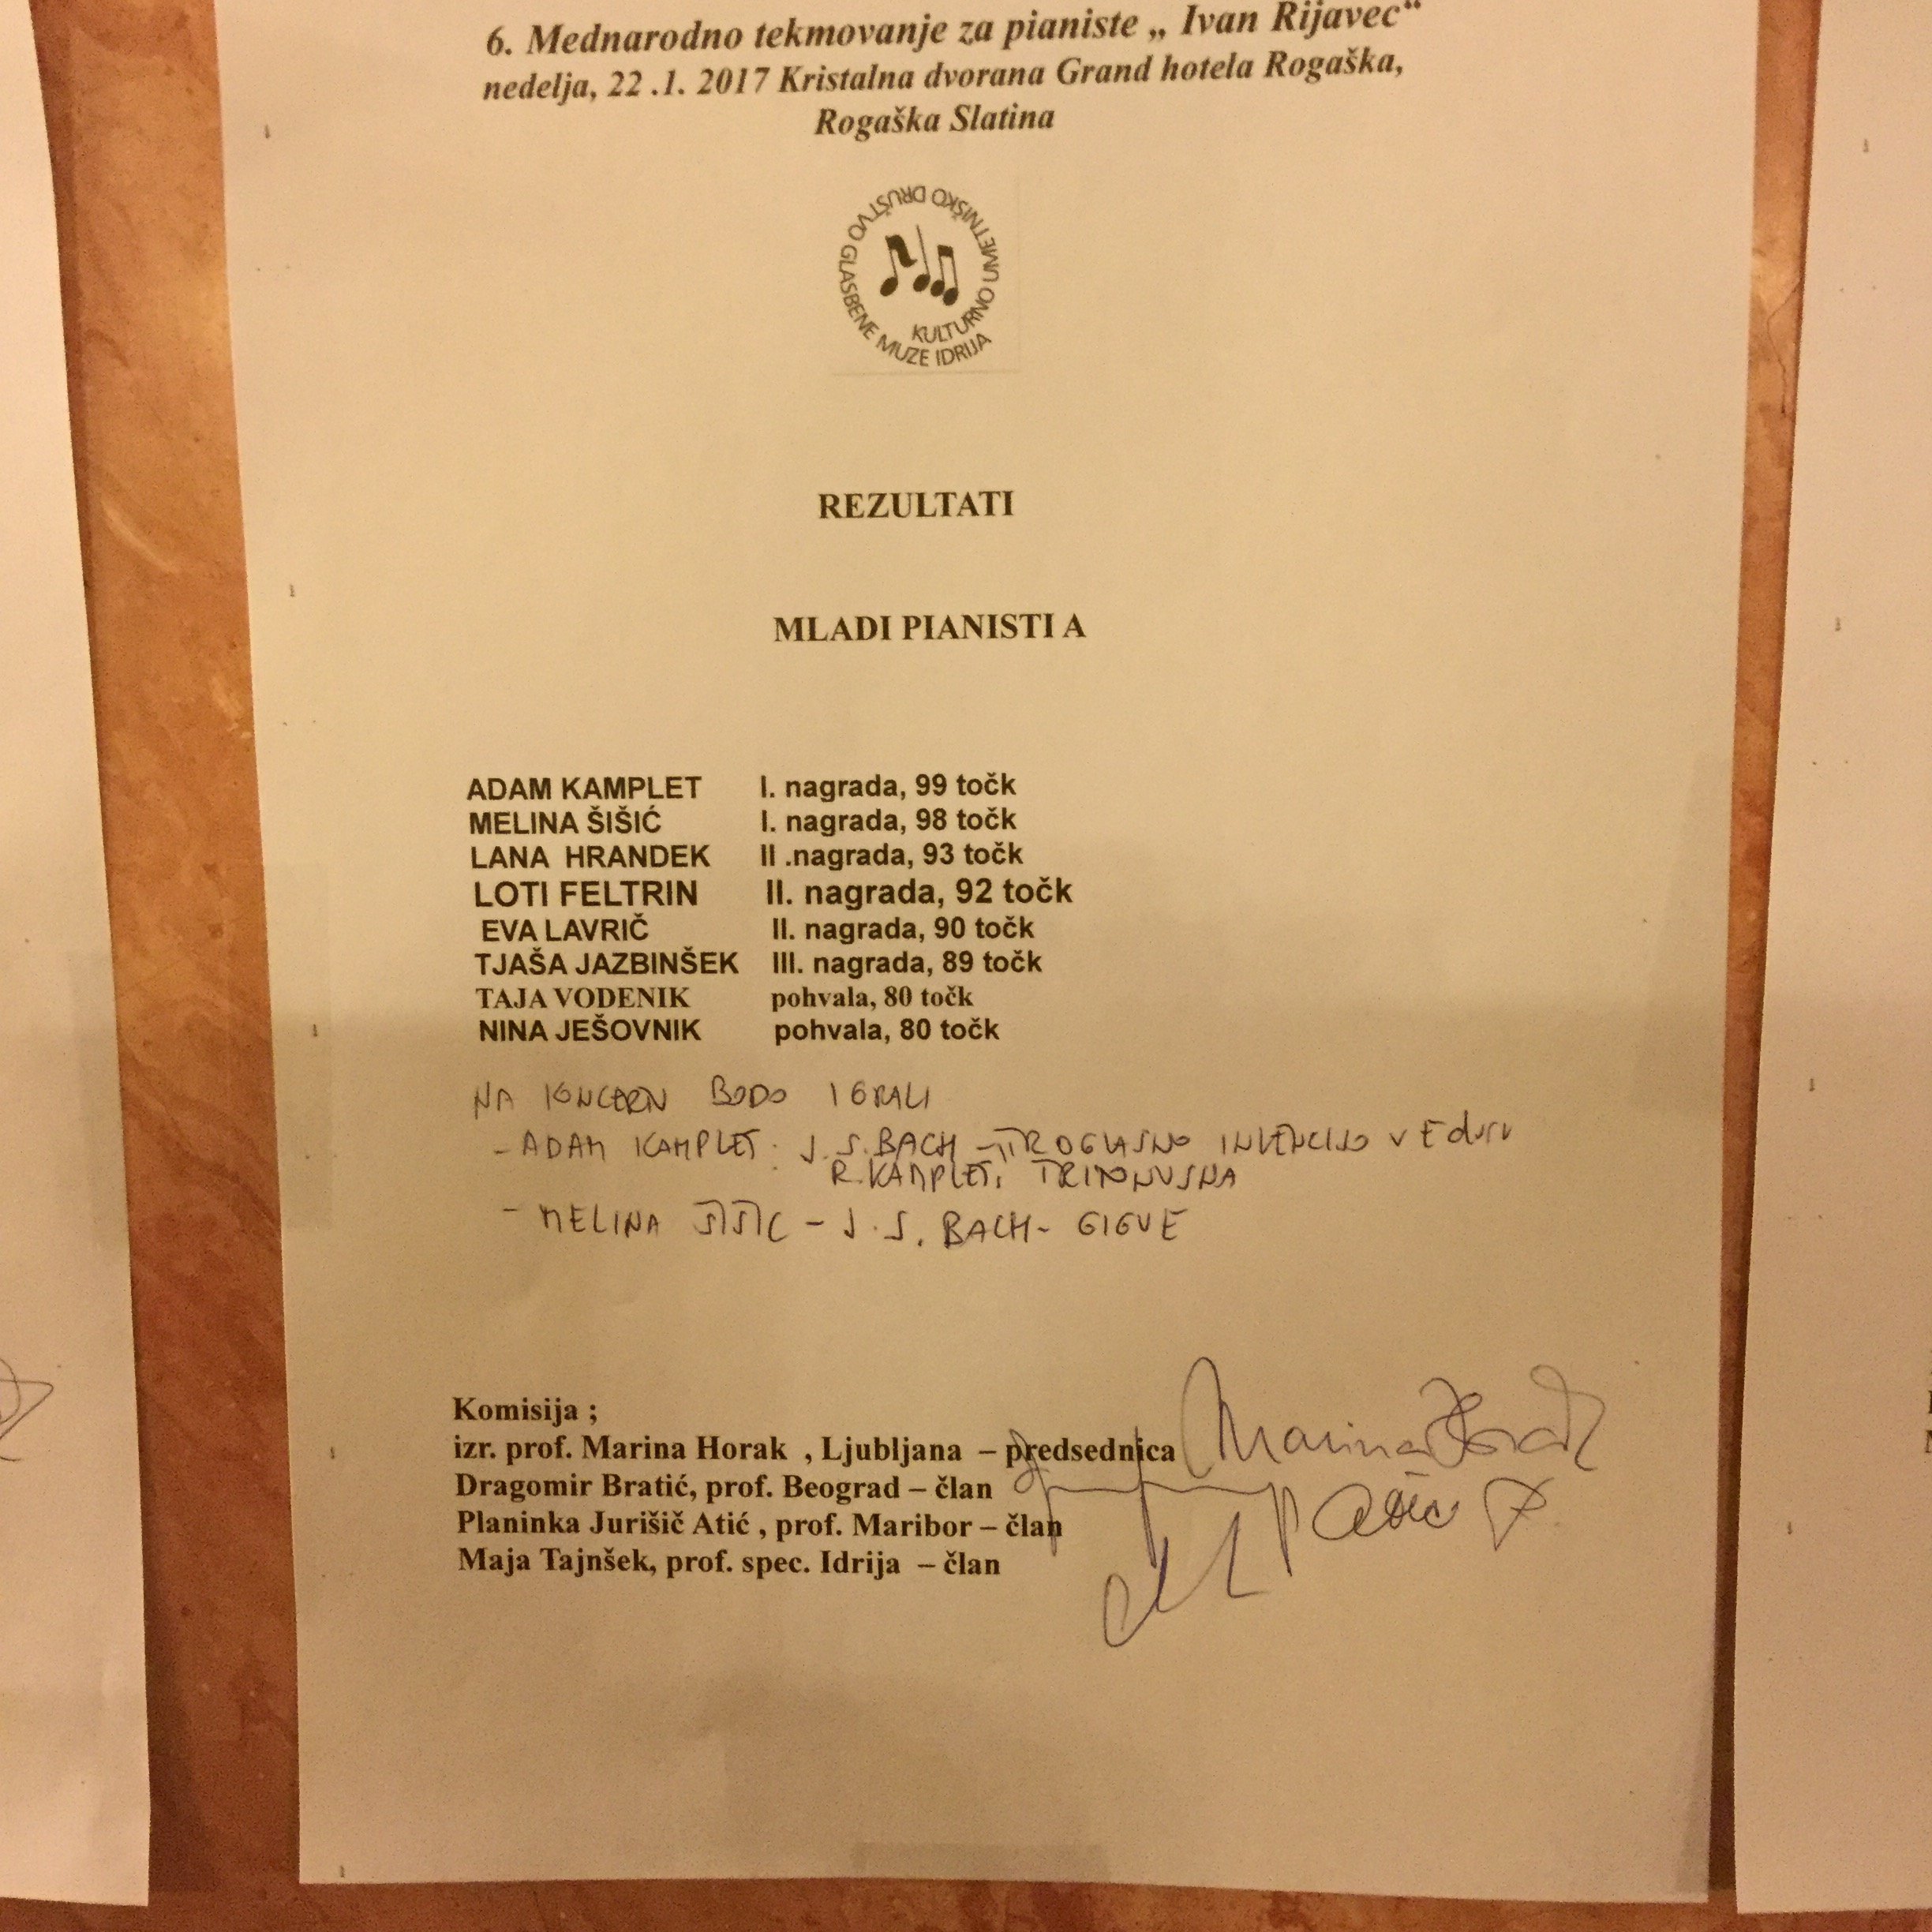 6. Mednarodno tekmovanje za pianiste „ Ivan Rijavec“
nedelja, 22 .1. 2017 Kristalna dvorana Grand hotela Rogaška,
Rogaška Slatina
KULTURNO UMETNIŠKO DRUŠTVO GLASBENE MUZE IDRIJA
REZULTATI
MLADI PIANISTI A
ADAM KAMPLET I. nagrada, 99 točk
MELINA ŠIŠIĆ I. nagrada, 98 točk
LANA HRANDEK II .nagrada, 93 točk
LOTI FELTRIN II. nagrada, 92 točk
EVA LAVRIČ II. nagrada, 90 točk
TJAŠA JAZBINŠEK III. nagrada, 89 točk
TAJA VODENIK pohvala, 80 točk
NINA JEŠOVNIK pohvala, 80 točk
NA BODO IGRALI
- ADAM KAMPLET: J. S. BACH - TROGLASNO INVENCIJO V E duru
R. KAMPLET:
- MELINA ŠIŠIĆ - J. S. BACH - GIGUE
Komisija ;
izr. prof. Marina Horak , Ljubljana – predsednica
Marina Horak
Dragomir Bratić, prof. Beograd – član
Planinka Jurišič Atić , prof. Maribor – član
Maja Tajnšek, prof. spec. Idrija – član